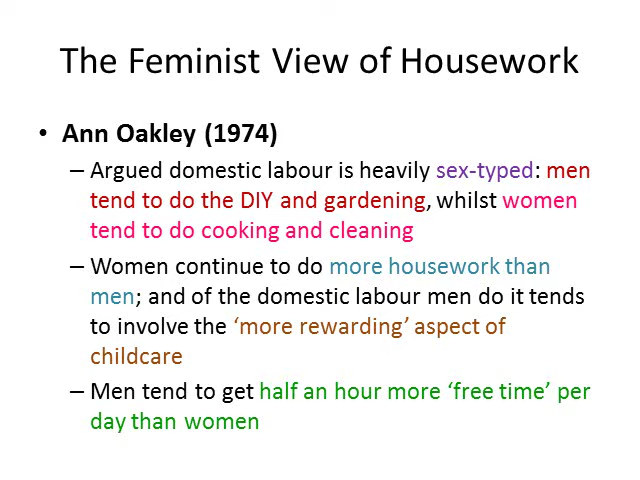 The Feminist View of Housework
• Ann Oakley (1974)
– Argued domestic labour is heavily sex-typed: men
tend to do the DIY and gardening, whilst women
tend to do cooking and cleaning
– Women continue to do more housework than
men; and of the domestic labour men do it tends
to involve the ‘more rewarding’ aspect of
childcare
– Men tend to get half an hour more ‘free time’ per
day than women